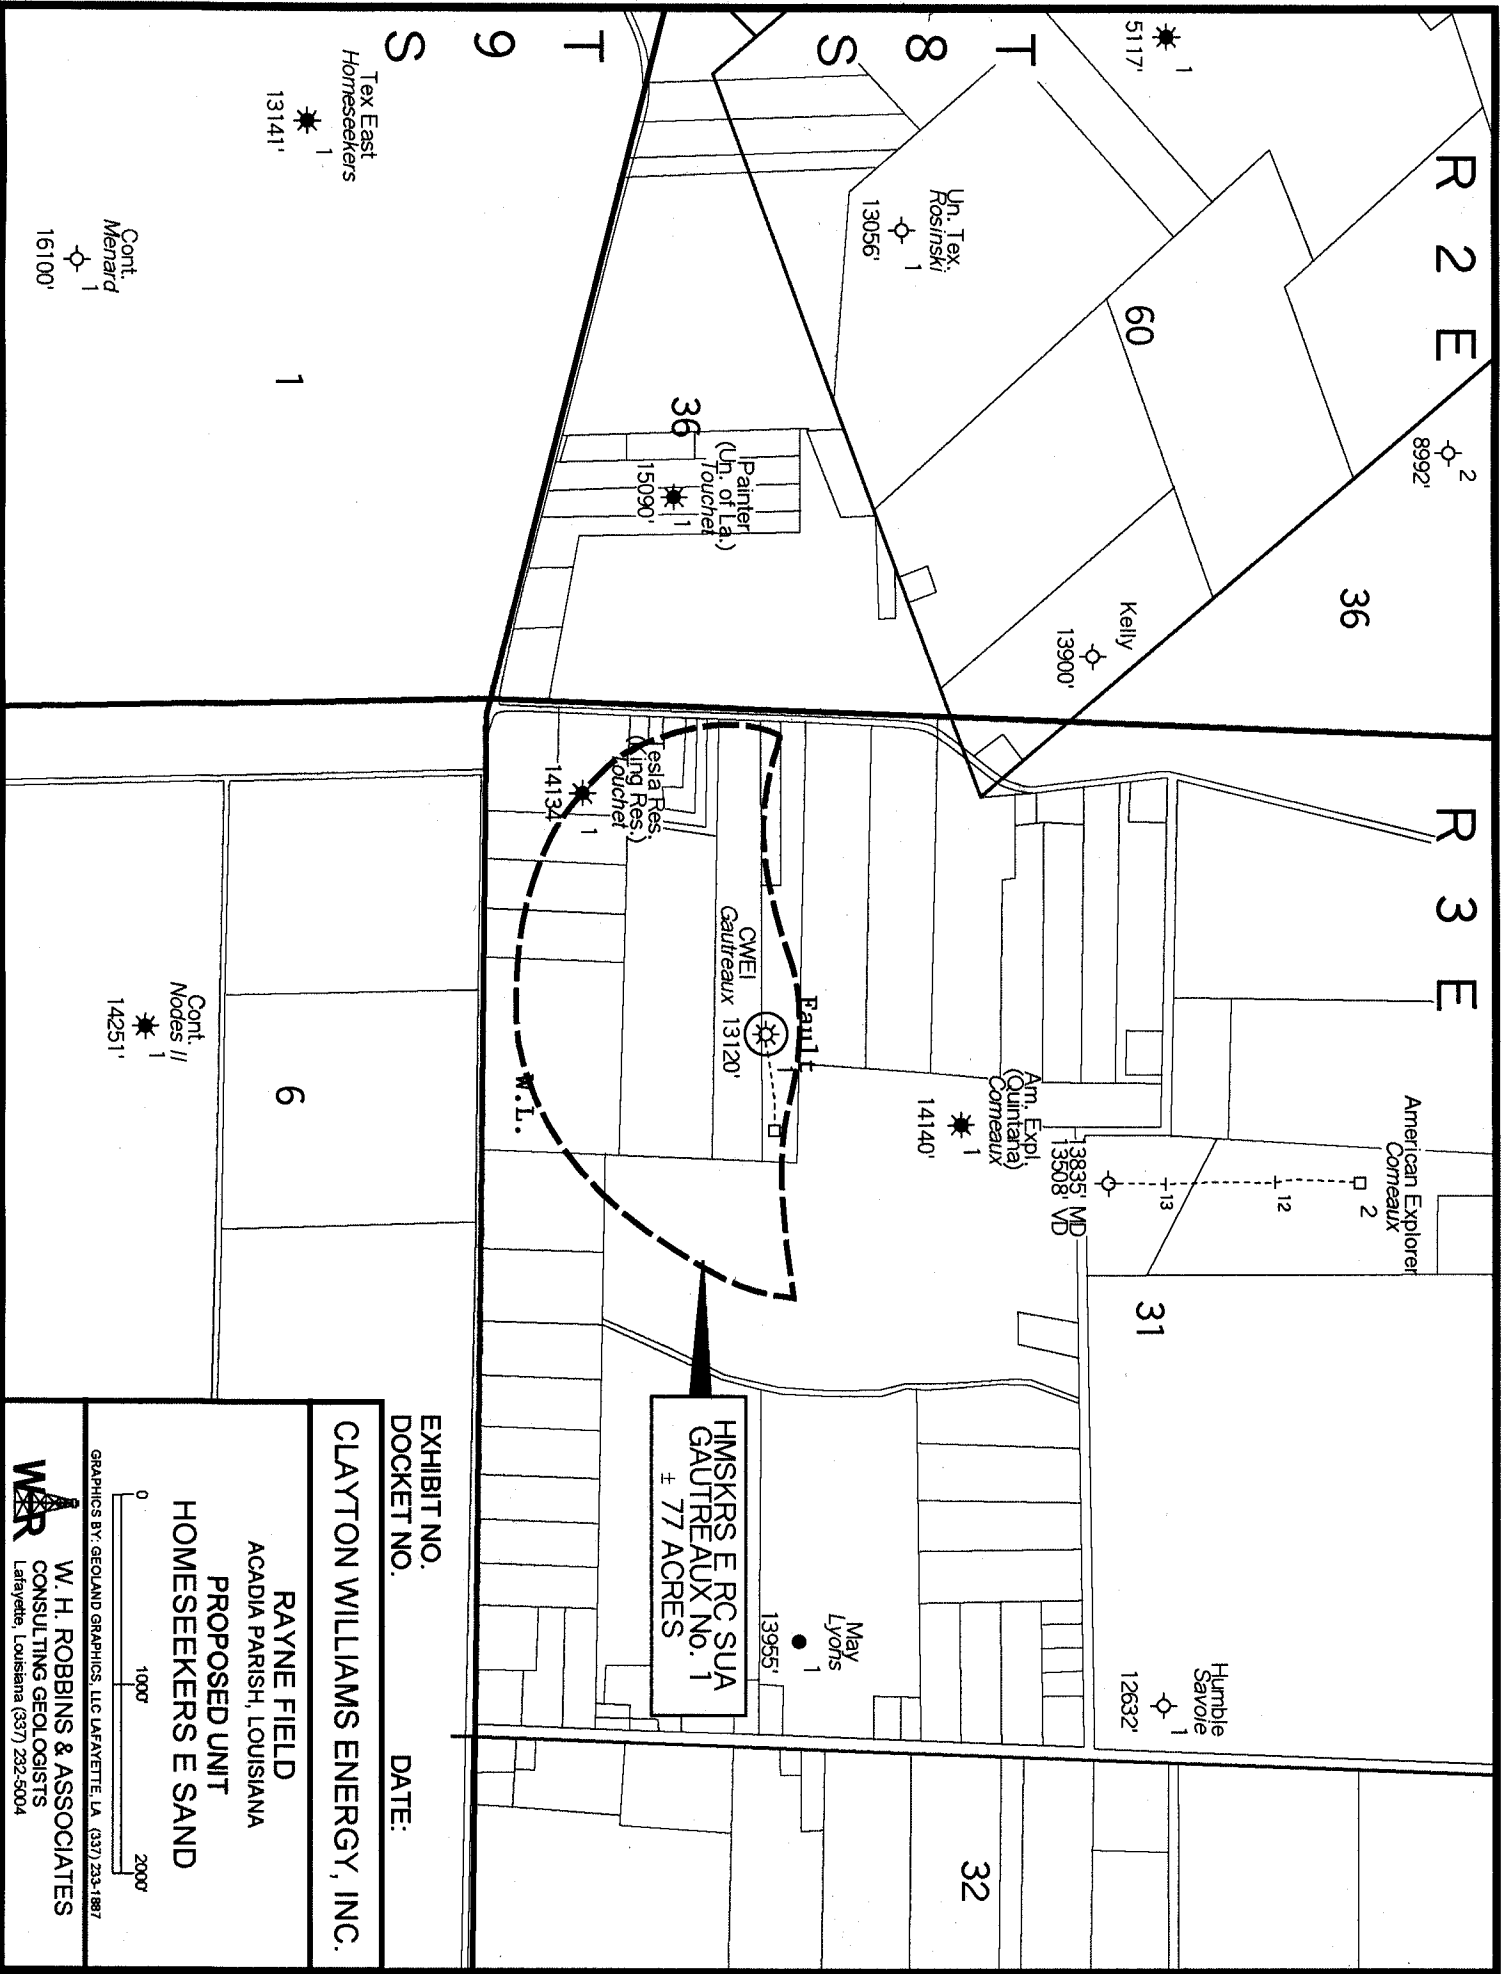 R 2 E
R 3 E
T
8
S
T
9
S
1
5117'
2
8992'
36
60
Un. Tex.
Rosinski
1
13056'
Kelly
13900'
36
Painter
(Un. of La.)
Touchet
1
15090'
Tex East
Homeseekers
1
13141'
Cont.
Menard
1
16100'
1
American Explorer
Comeaux
2
12
13
13835' MD
13508' VD
31
Am. Expl.
(Quintana)
Comeaux
1
14140'
Humble
Savoie
1
12632'
May
Lyons
1
13955'
32
Fault
CWEI
Gautreaux
1
13120'
Tesla Res.
(King Res.)
Touchet
1
14134
W.L.
HMSKRS E RC SUA
GAUTREAUX No. 1
± 77 ACRES
Cont.
Nodes II
1
14251'
6
EXHIBIT NO.
DOCKET NO.
DATE:
CLAYTON WILLIAMS ENERGY, INC.
RAYNE FIELD
ACADIA PARISH, LOUISIANA
PROPOSED UNIT
HOMESEEKERS E SAND
0 1000' 2000'
GRAPHICS BY: GEOLAND GRAPHICS, LLC LAFAYETTE, LA (337) 233-1887
WR
W. H. ROBBINS & ASSOCIATES
CONSULTING GEOLOGISTS
Lafayette, Louisiana (337) 232-5004